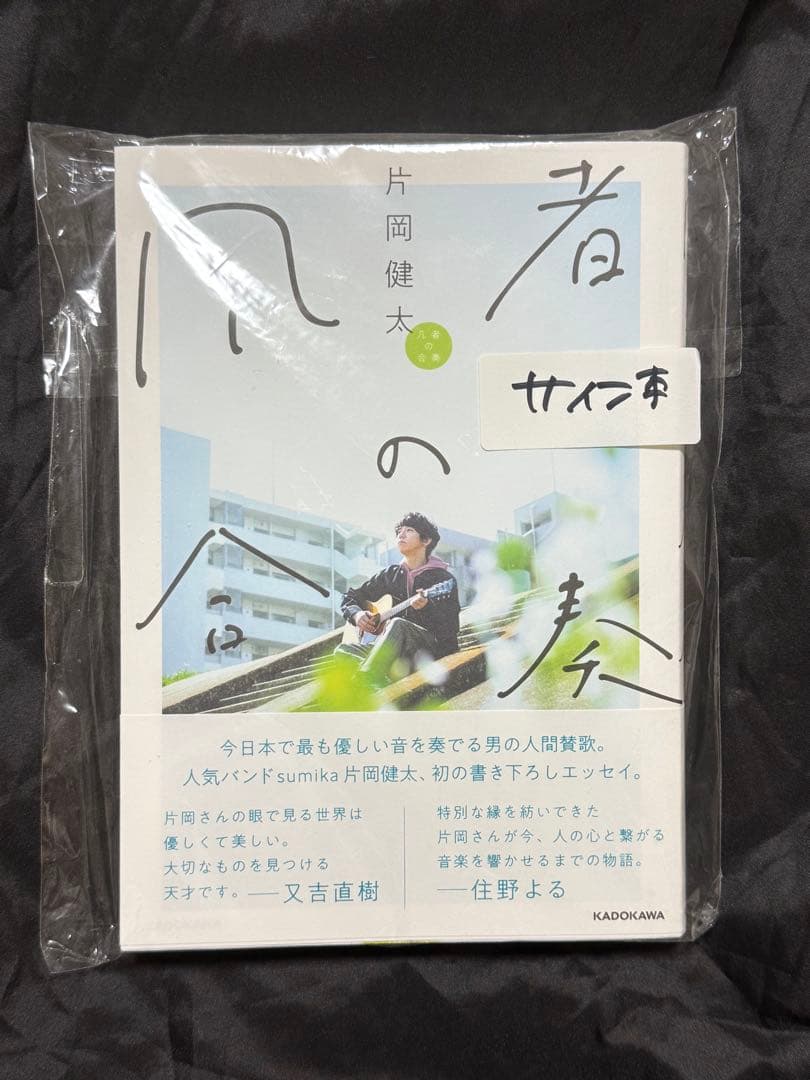 片岡健太
凡者
の
合奏
凡者
の
合奏
サイン本
今日本で最も優しい音を奏でる男の人間賛歌。
人気バンドsumika片岡健太、初の書き下ろしエッセイ。
片岡さんの眼で見る世界は
優しくて美しい。
大切なものを見つける
天才です。──又吉直樹
特別な縁を紡いできた
片岡さんが今、人の心と繋がる
音楽を響かせるまでの物語。
──住野よる
KADOKAWA